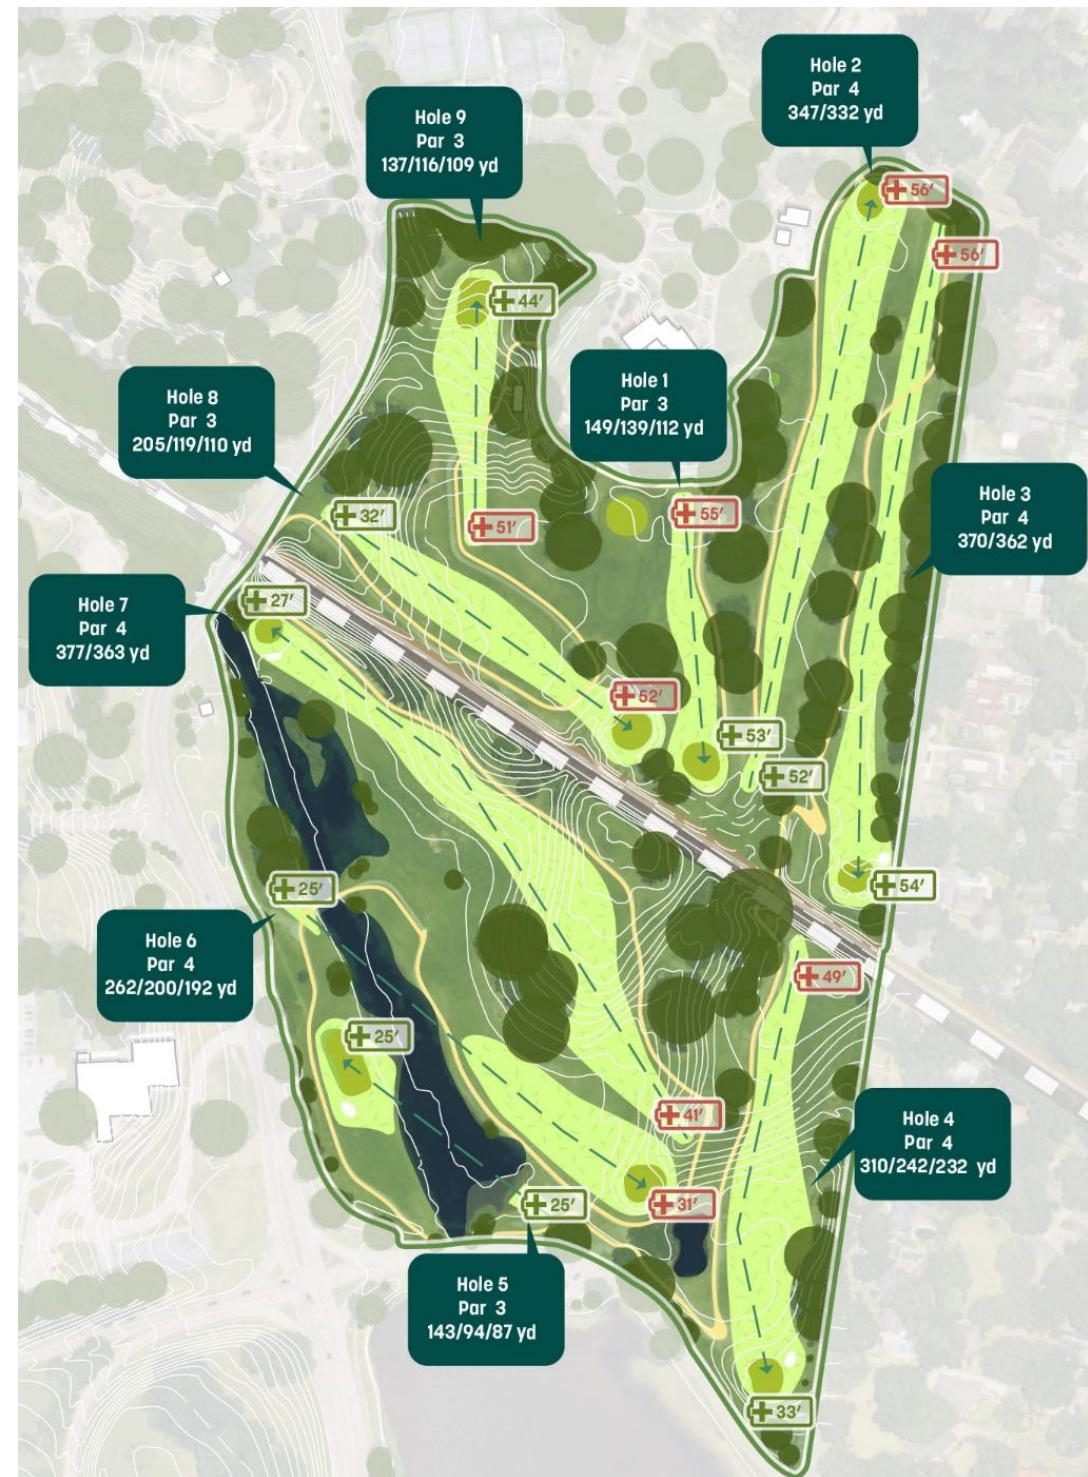 Hole 2
Par 4
347/332 yd
Hole 9
Par 3
137/116/109 yd
56'
56'
44'
Hole 1
Par 3
149/139/112 yd
Hole 8
Par 3
205/119/110 yd
Hole 3
Par 4
370/362 yd
32'
51'
55'
Hole 7
Par 4
377/363 yd
27'
52'
53'
52'
54'
25'
Hole 6
Par 4
262/200/192 yd
49'
25'
41'
Hole 4
Par 4
310/242/232 yd
25'
31'
Hole 5
Par 3
143/94/87 yd
33'